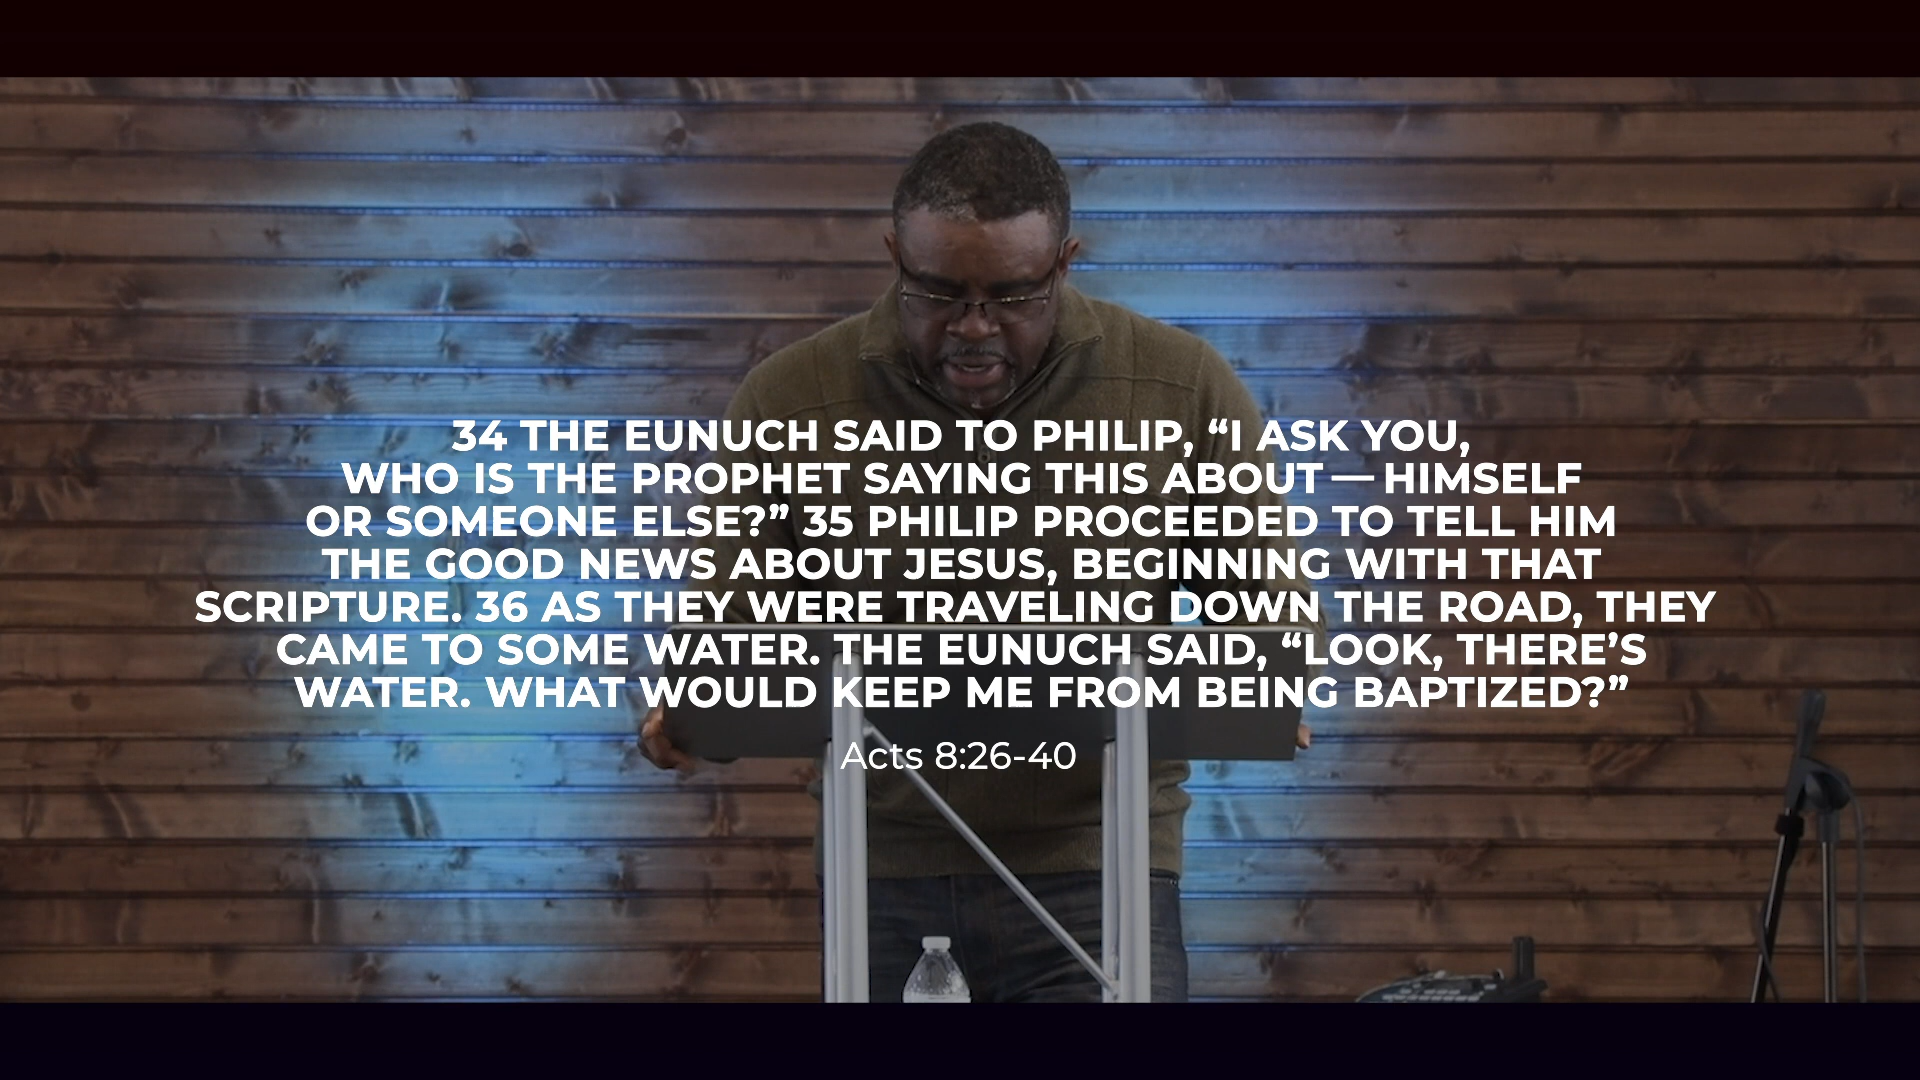 34 THE EUNUCH SAID TO PHILIP, “I ASK YOU,
WHO IS THE PROPHET SAYING THIS ABOUT — HIMSELF
OR SOMEONE ELSE?” 35 PHILIP PROCEEDED TO TELL HIM
THE GOOD NEWS ABOUT JESUS, BEGINNING WITH THAT
SCRIPTURE. 36 AS THEY WERE TRAVELING DOWN THE ROAD, THEY
CAME TO SOME WATER. THE EUNUCH SAID, “LOOK, THERE’S
WATER. WHAT WOULD KEEP ME FROM BEING BAPTIZED?”
Acts 8:26-40